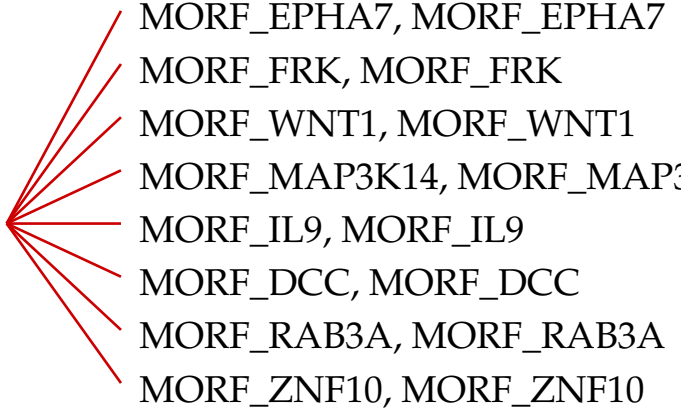 MORF_EPHA7, MORF_EPHA7
MORF_FRK, MORF_FRK
MORF_WNT1, MORF_WNT1
MORF_MAP3K14, MORF_MAP3
MORF_IL9, MORF_IL9
MORF_DCC, MORF_DCC
MORF_RAB3A, MORF_RAB3A
MORF_ZNF10, MORF_ZNF10